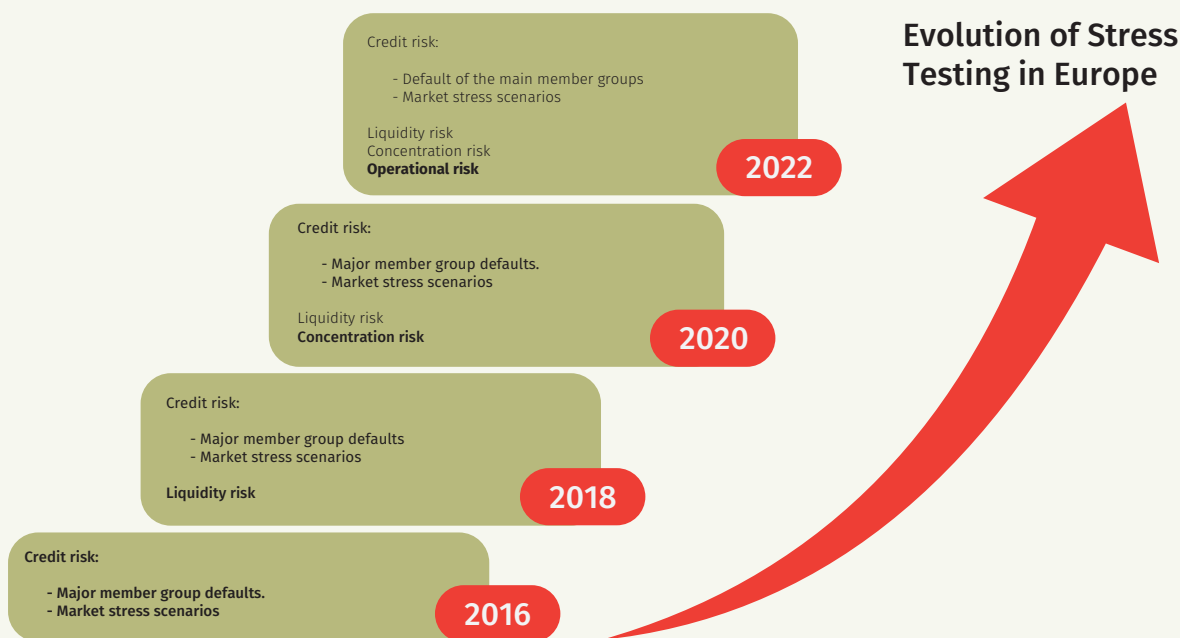 Evolution of Stress
Testing in Europe
Credit risk:
- Default of the main member groups
- Market stress scenarios
Liquidity risk
Concentration risk
Operational risk
2022
Credit risk:
- Major member group defaults.
- Market stress scenarios
Liquidity risk
Concentration risk
2020
Credit risk:
- Major member group defaults
- Market stress scenarios
Liquidity risk
2018
Credit risk:
- Major member group defaults.
- Market stress scenarios
2016